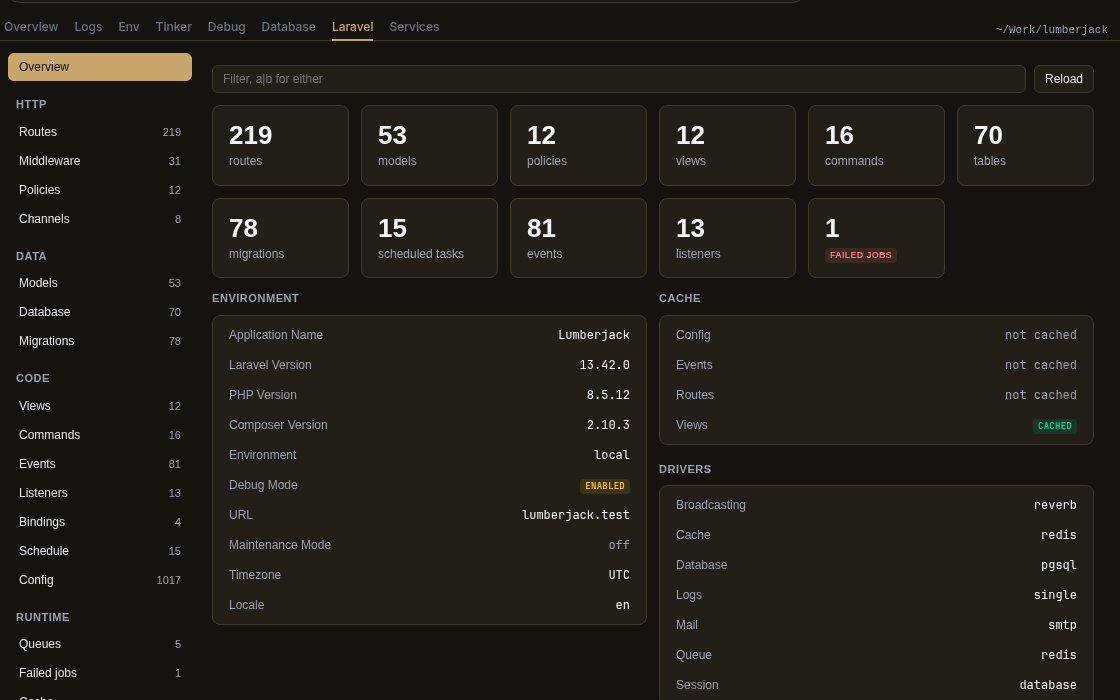 Overview Logs Env Tinker Debug Database Laravel Services
~/Work/lumberjack
Overview
HTTP
Routes 219
Middleware 31
Policies 12
Channels 8
DATA
Models 53
Database 70
Migrations 78
CODE
Views 12
Commands 16
Events 81
Listeners 13
Bindings 4
Schedule 15
Config 1017
RUNTIME
Queues 5
Failed jobs 1
Filter, a|b for either
Reload
219
routes
53
models
12
policies
12
views
16
commands
70
tables
78
migrations
15
scheduled tasks
81
events
13
listeners
1
FAILED JOBS
ENVIRONMENT
Application Name Lumberjack
Laravel Version 13.42.0
PHP Version 8.5.12
Composer Version 2.10.3
Environment local
Debug Mode ENABLED
URL lumberjack.test
Maintenance Mode off
Timezone UTC
Locale en
CACHE
Config not cached
Events not cached
Routes not cached
Views CACHED
DRIVERS
Broadcasting reverb
Cache redis
Database pgsql
Logs single
Mail smtp
Queue redis
Session database